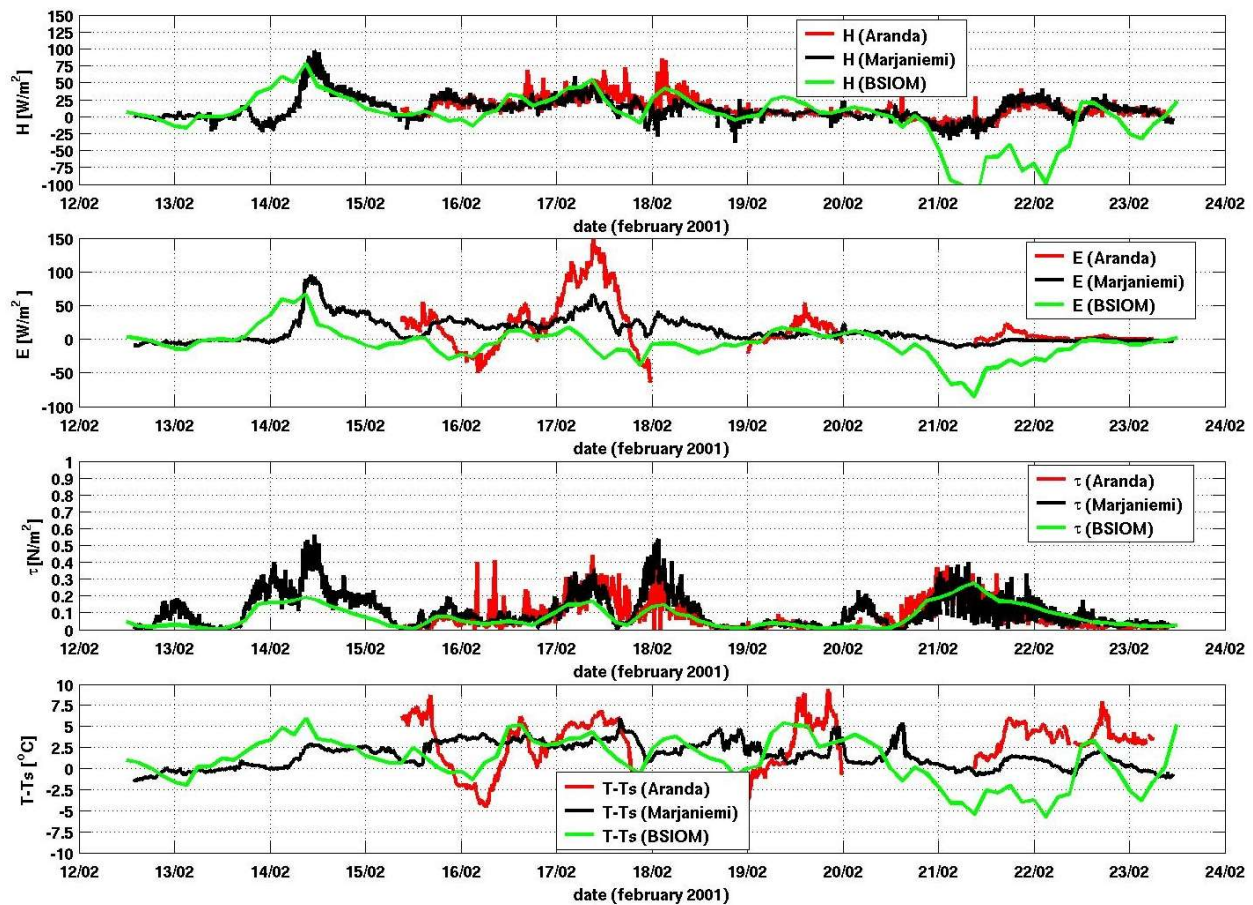 150
125
100
75
50
25
0
-25
-50
-75
-100
H [W/m²]
H (Aranda)
H (Marjaniemi)
H (BSIOM)
12/02 13/02 14/02 15/02 16/02 17/02 18/02 19/02 20/02 21/02 22/02 23/02 24/02
date (february 2001)
150
100
50
0
-50
-100
E [W/m²]
E (Aranda)
E (Marjaniemi)
E (BSIOM)
12/02 13/02 14/02 15/02 16/02 17/02 18/02 19/02 20/02 21/02 22/02 23/02 24/02
date (february 2001)
1
0.9
0.8
0.7
0.6
0.5
0.4
0.3
0.2
0.1
0
τ[N/m²]
τ (Aranda)
τ (Marjaniemi)
τ (BSIOM)
12/02 13/02 14/02 15/02 16/02 17/02 18/02 19/02 20/02 21/02 22/02 23/02 24/02
date (february 2001)
10
7.5
5
2.5
0
-2.5
-5
-7.5
-10
T-Ts [°C]
T-Ts (Aranda)
T-Ts (Marjaniemi)
T-Ts (BSIOM)
12/02 13/02 14/02 15/02 16/02 17/02 18/02 19/02 20/02 21/02 22/02 23/02 24/02
date (february 2001)